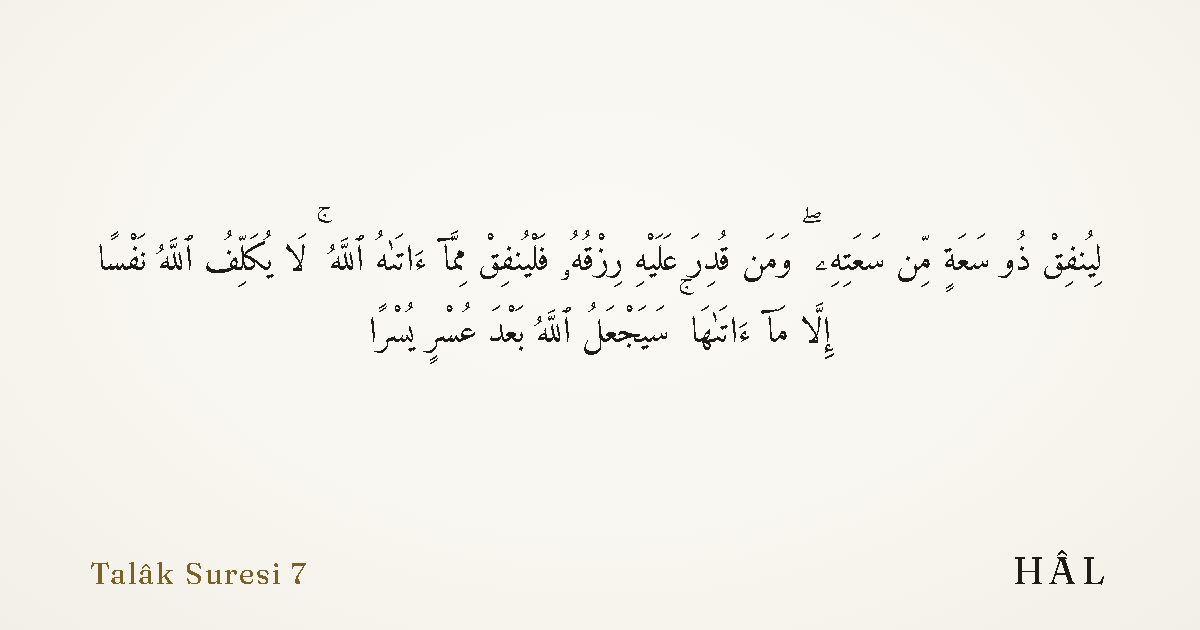 لِيُنفِقْ ذُو سَعَةٍ مِّن سَعَتِهِۦ ۖ وَمَن قُدِرَ عَلَيْهِ رِزْقُهُۥ فَلْيُنفِقْ مِمَّآ ءَاتَىٰهُ ٱللَّهُ ۚ لَا يُكَلِّفُ ٱللَّهُ نَفْسًا
إِلَّا مَآ ءَاتَىٰهَا ۚ سَيَجْعَلُ ٱللَّهُ بَعْدَ عُسْرٍ يُسْرًا
Talâk Suresi 7
HÂL